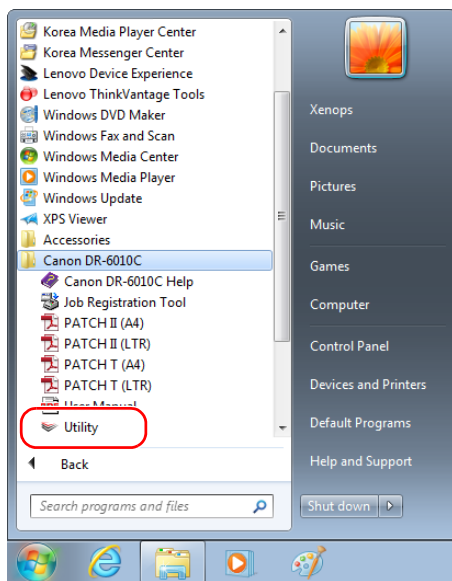 Korea Media Player Center
Korea Messenger Center
Lenovo Device Experience
Lenovo ThinkVantage Tools
Windows DVD Maker
Windows Fax and Scan
Windows Media Center
Windows Media Player
Windows Update
XPS Viewer
Accessories
Canon DR-6010C
Canon DR-6010C Help
Job Registration Tool
PATCH II (A4)
PATCH II (LTR)
PATCH T (A4)
PATCH T (LTR)
User Manual
Utility
Back
Search programs and files
Xenops
Documents
Pictures
Music
Games
Computer
Control Panel
Devices and Printers
Default Programs
Help and Support
Shut down